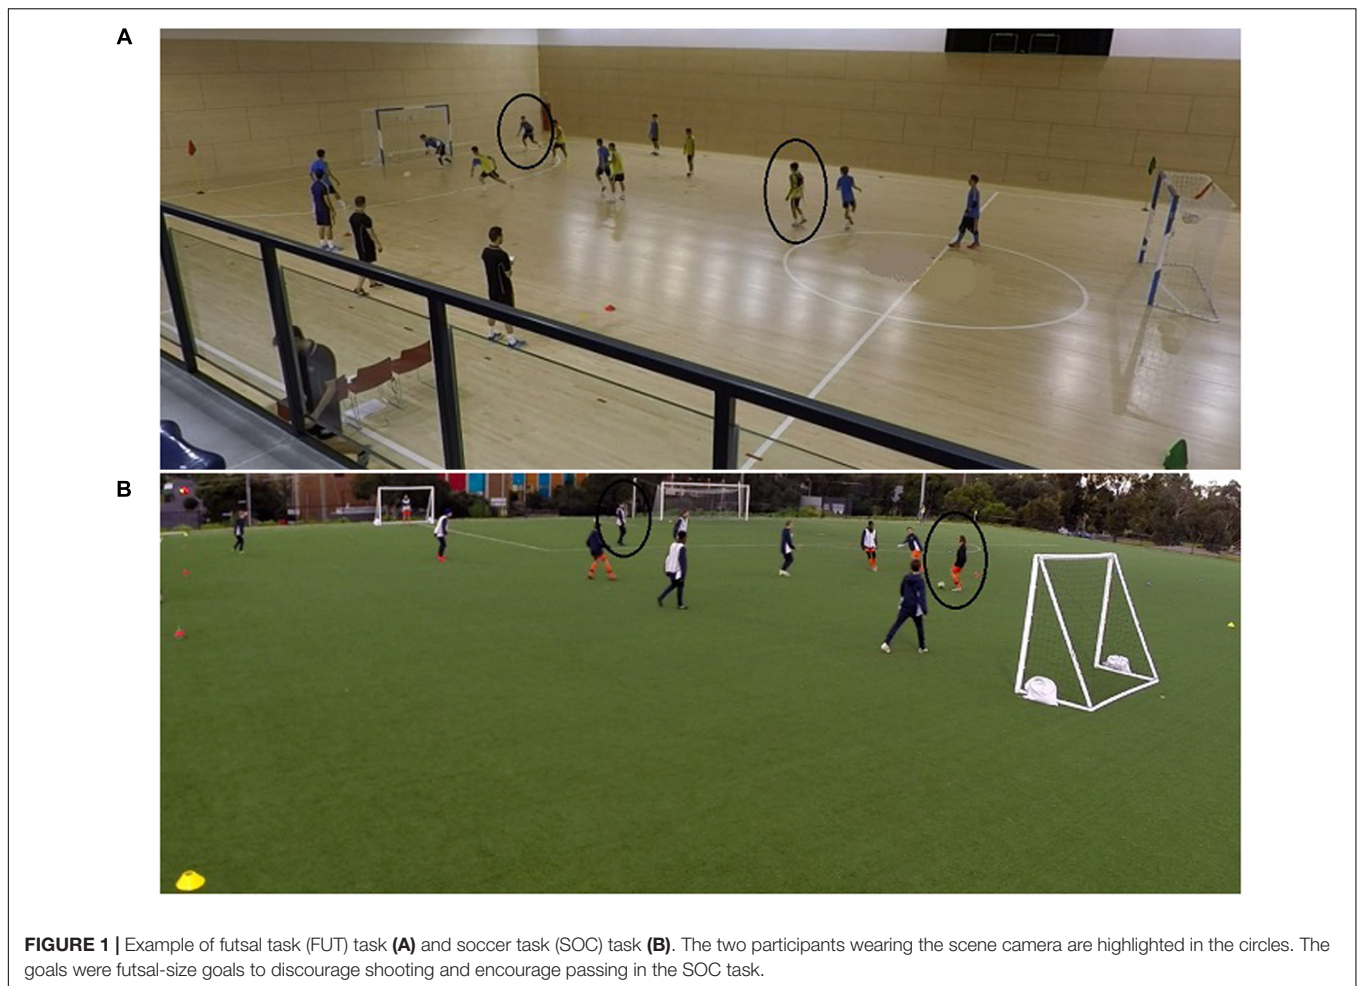 A
B
FIGURE 1 | Example of futsal task (FUT) task (A) and soccer task (SOC) task (B). The two participants wearing the scene camera are highlighted in the circles. The
goals were futsal-size goals to discourage shooting and encourage passing in the SOC task.